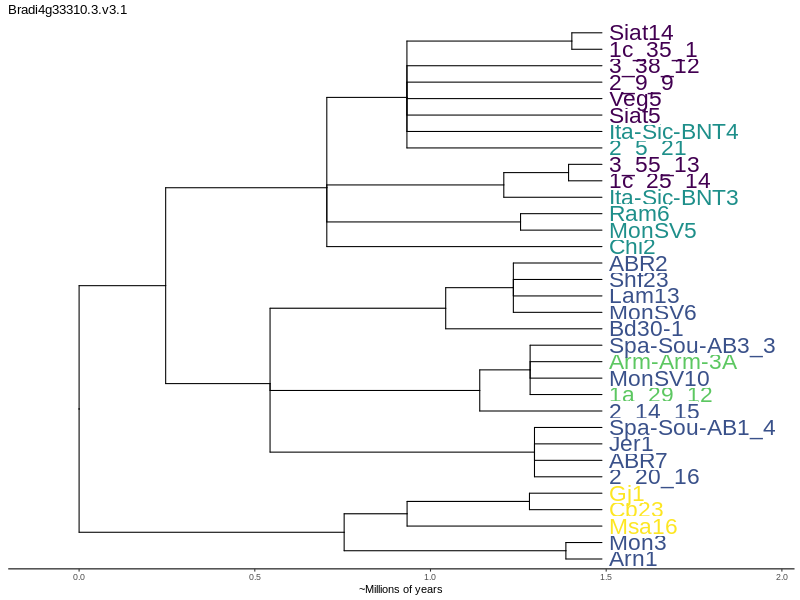 Bradi4g33310.3.v3.1
Siat14
1c_35_1
3_38_12
2_9_9
Veg5
Siat5
Ita-Sic-BNT4
2_5_21
3_55_13
1c_25_14
Ita-Sic-BNT3
Ram6
MonSV5
Chi2
ABR2
Shf23
Lam13
MonSV6
Bd30-1
Spa-Sou-AB3_3
Arm-Arm-3A
MonSV10
1a_29_12
2_14_15
Spa-Sou-AB1_4
Jer1
ABR7
2_20_16
Gj1
Cb23
Msa16
Mon3
Arn1
0.0 0.5 1.0 1.5 2.0
~Millions of years